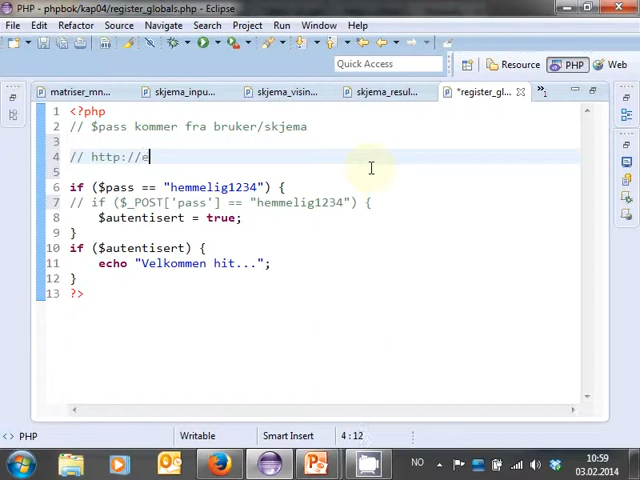 PHP - phpbok/kap04/register_globals.php - Eclipse
File Edit Refactor Source Navigate Search Project Run Window Help
Quick Access
Resource PHP Web
matriser_mn... skjema_inpu... skjema_visin... skjema_resul... *register_gl... »1
1 <?php
2 // $pass kommer fra bruker/skjema
3
4 // http://e
5
6 if ($pass == "hemmelig1234") {
7 // if ($_POST['pass'] == "hemmelig1234") {
8 $autentisert = true;
9 }
10 if ($autentisert) {
11 echo "Velkommen hit...";
12 }
13 ?>
<> PHP Writable Smart Insert 4 : 12
NO 10:59
03.02.2014